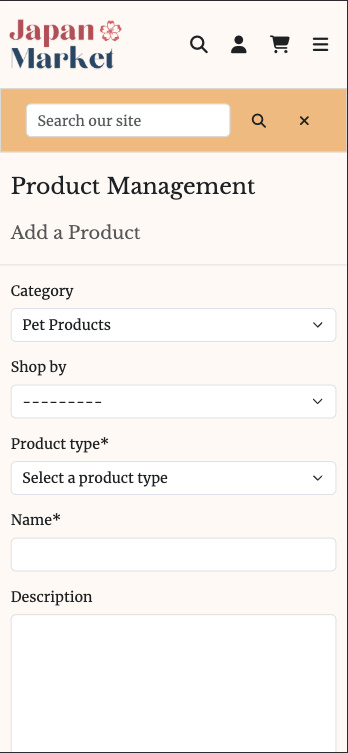 Japan
Market
Search our site
Product Management
Add a Product
Category
Pet Products
Shop by
---------
Product type*
Select a product type
Name*
Description